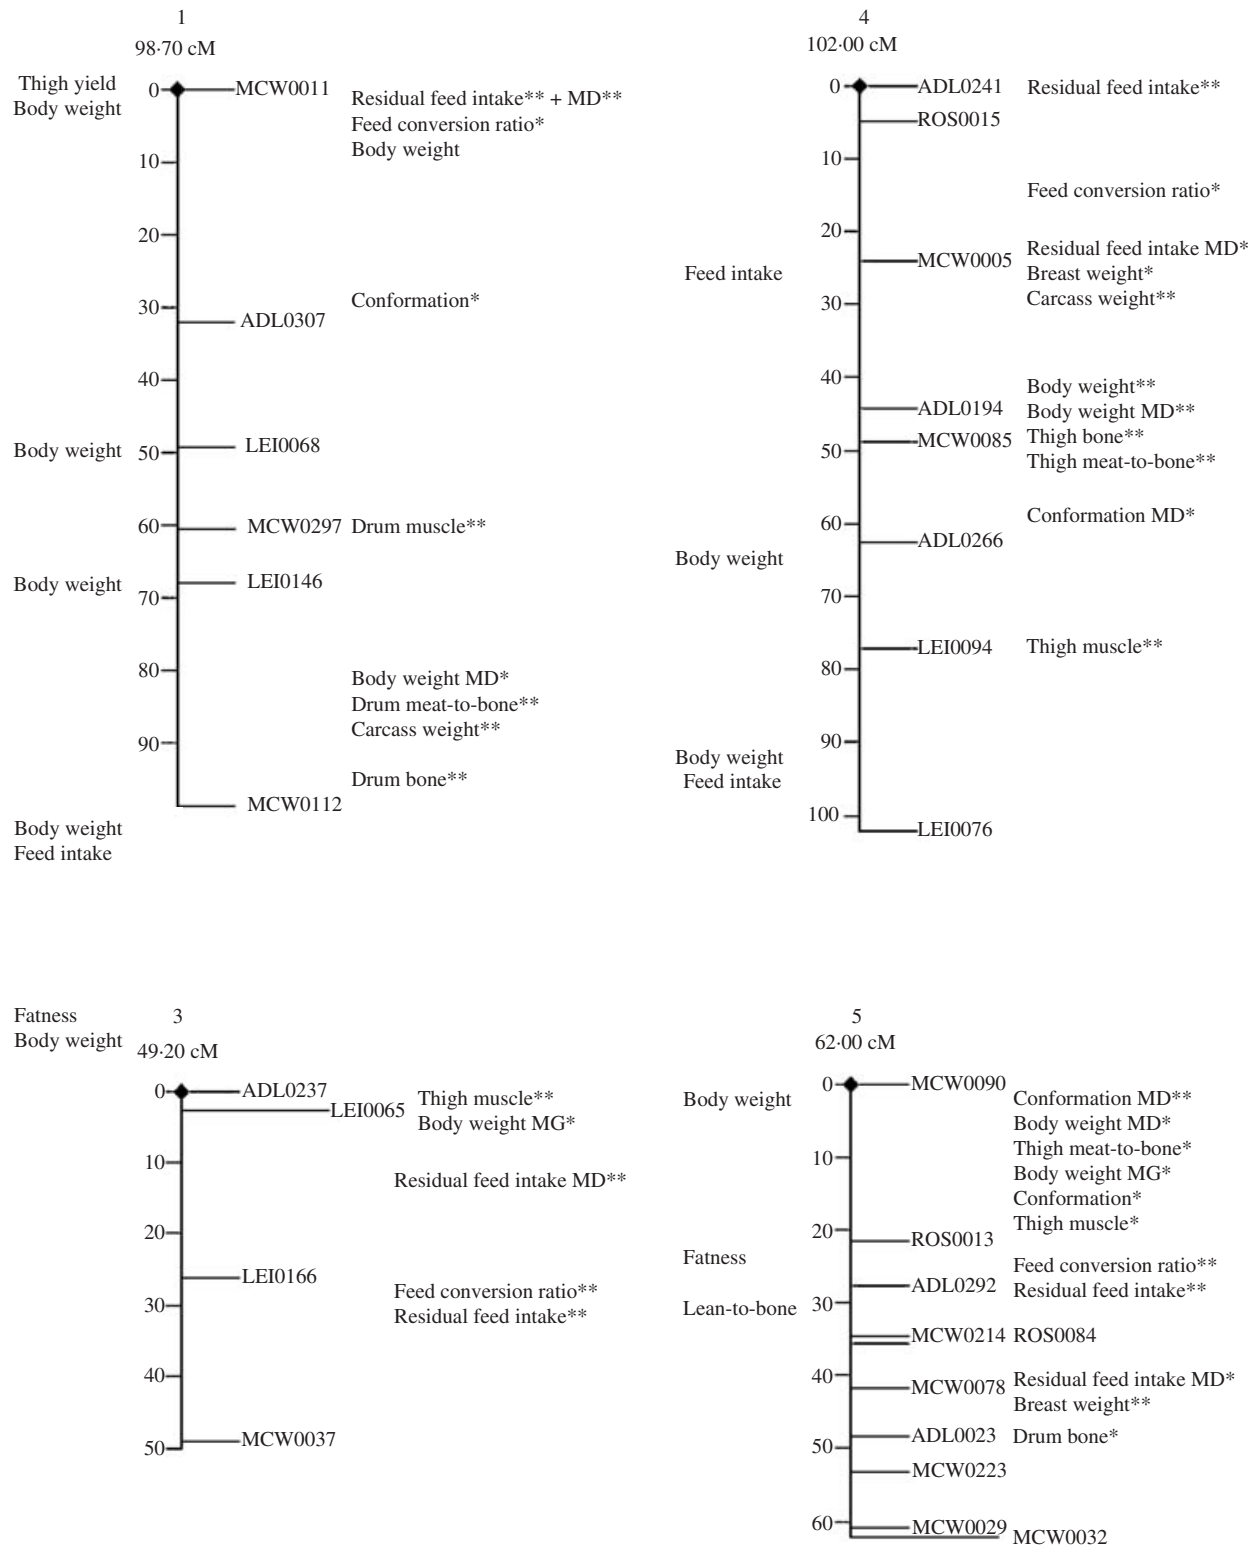 1
98·70 cM
Thigh yield
Body weight
0
MCW0011
Residual feed intake** + MD**
Feed conversion ratio*
Body weight
10
20
Conformation*
30
ADL0307
40
Body weight
50
LEI0068
60
MCW0297
Drum muscle**
Body weight
LEI0146
70
80
Body weight MD*
Drum meat-to-bone**
Carcass weight**
90
Drum bone**
MCW0112
Body weight
Feed intake
4
102·00 cM
0
ADL0241
Residual feed intake**
ROS0015
10
Feed conversion ratio*
20
Residual feed intake MD*
MCW0005
Feed intake
Breast weight*
Carcass weight**
30
40
Body weight**
ADL0194
Body weight MD**
MCW0085
Thigh bone**
50
Thigh meat-to-bone**
Conformation MD*
60
ADL0266
Body weight
70
LEI0094
Thigh muscle**
80
90
Body weight
Feed intake
100
LEI0076
Fatness
Body weight
3
49·20 cM
0
ADL0237
LEI0065
Thigh muscle**
Body weight MG*
10
Residual feed intake MD**
20
LEI0166
30
Feed conversion ratio**
Residual feed intake**
40
MCW0037
50
5
62·00 cM
0
MCW0090
Body weight
Conformation MD**
Body weight MD*
Thigh meat-to-bone*
10
Body weight MG*
Conformation*
Thigh muscle*
20
ROS0013
Fatness
Feed conversion ratio**
ADL0292
Residual feed intake**
30
Lean-to-bone
MCW0214 ROS0084
40
MCW0078
Residual feed intake MD*
Breast weight**
ADL0023
Drum bone*
50
MCW0223
60
MCW0029
MCW0032